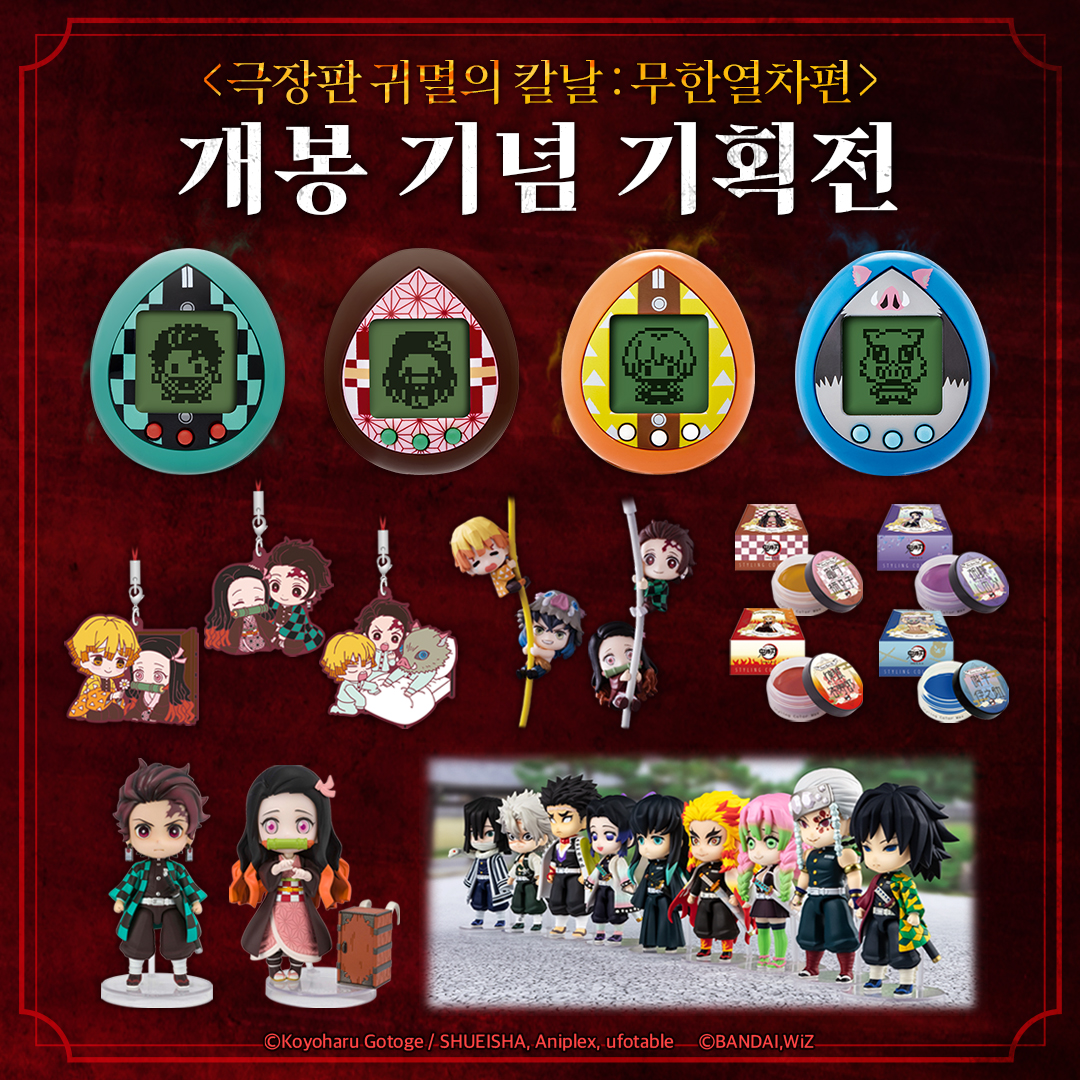 <극장판 귀멸의 칼날 : 무한열차편>
개봉 기념 기획전
©Koyoharu Gotoge / SHUEISHA, Aniplex, ufotable ©BANDAI,WiZ